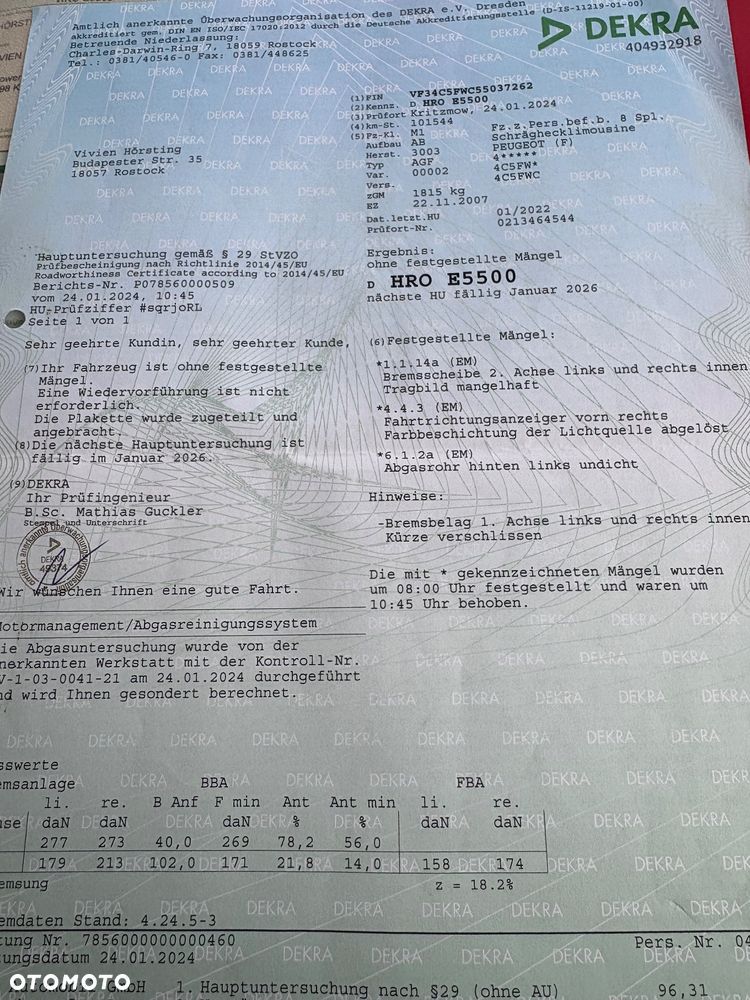 Amtlich anerkannte Überwachungsorganisation des DEKRA e.V. Dresden
akkreditiert gem. DIN EN ISO/IEC 17020:2012 durch die Deutsche Akkreditierungsstelle (D-IS-11219-01-00)
Betreuende Niederlassung:
Charles-Darwin-Ring 7, 18059 Rostock
Tel.: 0381/40546-0 Fax: 0381/448625
DEKRA
404932918
Vivien Hörsting
Budapester Str. 35
18057 Rostock
(1) FIN VF34C5FWC55037262
(2) Kennz. D HRO E5500
(3) Prüfort Kritzmow, 24.01.2024
(4) km-St. 101544
(5) Fz-Kl. M1 Fz.z.Pers.bef.b. 8 Spl.
Aufbau AB Schräghecklimousine
Herst. 3003 PEUGEOT (F)
Typ AGF 4*****
Var. 00002 4C5FW*
Vers. 4C5FWC
zGM 1815 kg
EZ 22.11.2007
Dat.letzt.HU 01/2022
Prüfort-Nr. 0213464544
Hauptuntersuchung gemäß § 29 StVZO
Prüfbescheinigung nach Richtlinie 2014/45/EU
Roadworthiness Certificate according to 2014/45/EU
Berichts-Nr. P078560000509
vom 24.01.2024, 10:45
HU-Prüfziffer #sqrjoRL
Seite 1 von 1
Ergebnis:
ohne festgestellte Mängel
D HRO E5500
nächste HU fällig Januar 2026
Sehr geehrte Kundin, sehr geehrter Kunde,
(7) Ihr Fahrzeug ist ohne festgestellte
Mängel.
Eine Wiedervorführung ist nicht
erforderlich.
Die Plakette wurde zugeteilt und
angebracht.
(8) Die nächste Hauptuntersuchung ist
fällig im Januar 2026.
(9) DEKRA
Ihr Prüfingenieur
B.Sc. Mathias Guckler
Stempel und Unterschrift
DEKRA
49374
Wir wünschen Ihnen eine gute Fahrt.
(6) Festgestellte Mängel:
*1.1.14a (EM)
Bremsscheibe 2. Achse links und rechts innen
Tragbild mangelhaft
*4.4.3 (EM)
Fahrtrichtungsanzeiger vorn rechts
Farbbeschichtung der Lichtquelle abgelöst
*6.1.2a (EM)
Abgasrohr hinten links undicht
Hinweise:
-Bremsbelag 1. Achse links und rechts innen
Kürze verschlissen
Die mit * gekennzeichneten Mängel wurden
um 08:00 Uhr festgestellt und waren um
10:45 Uhr behoben.
Motormanagement/Abgasreinigungssystem
ie Abgasuntersuchung wurde von der
nerkannten Werkstatt mit der Kontroll-Nr.
V-1-03-0041-21 am 24.01.2024 durchgeführt
nd wird Ihnen gesondert berechnet.
sswerte
emsanlage BBA FBA
li. re. B Anf F min Ant Ant min li. re.
hse daN daN daN % % daN daN
277 273 40,0 269 78,2 56,0
179 213 102,0 171 21,8 14,0 158 174
emsung z = 18.2%
emdaten Stand: 4.24.5-3
tung Nr. 7856000000000460 Pers. Nr. 04
tungsdatum 24.01.2024
Automobil GmbH 1. Hauptuntersuchung nach §29 (ohne AU) 96,31
OTOMOTO